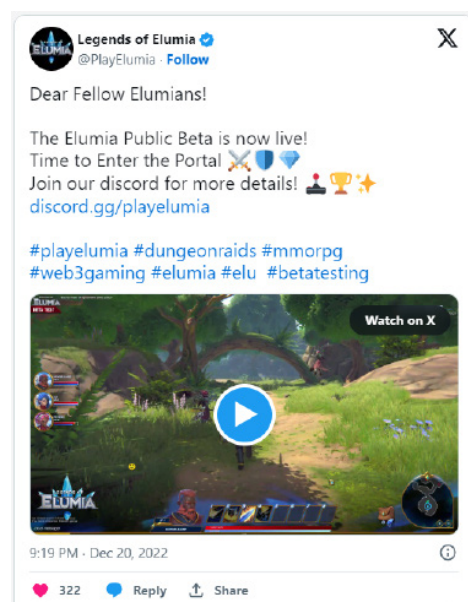 Legends of Elumia
@PlayElumia · Follow
Dear Fellow Elumians!
The Elumia Public Beta is now live!
Time to Enter the Portal ⚔️🛡️💎
Join our discord for more details! 🕹️🏆✨
discord.gg/playelumia
#playelumia #dungeonraids #mmorpg
#web3gaming #elumia #elu #betatesting
ELUMIA
BETA TEST
Watch on X
ELUMIA
9:19 PM · Dec 20, 2022
322 Reply Share